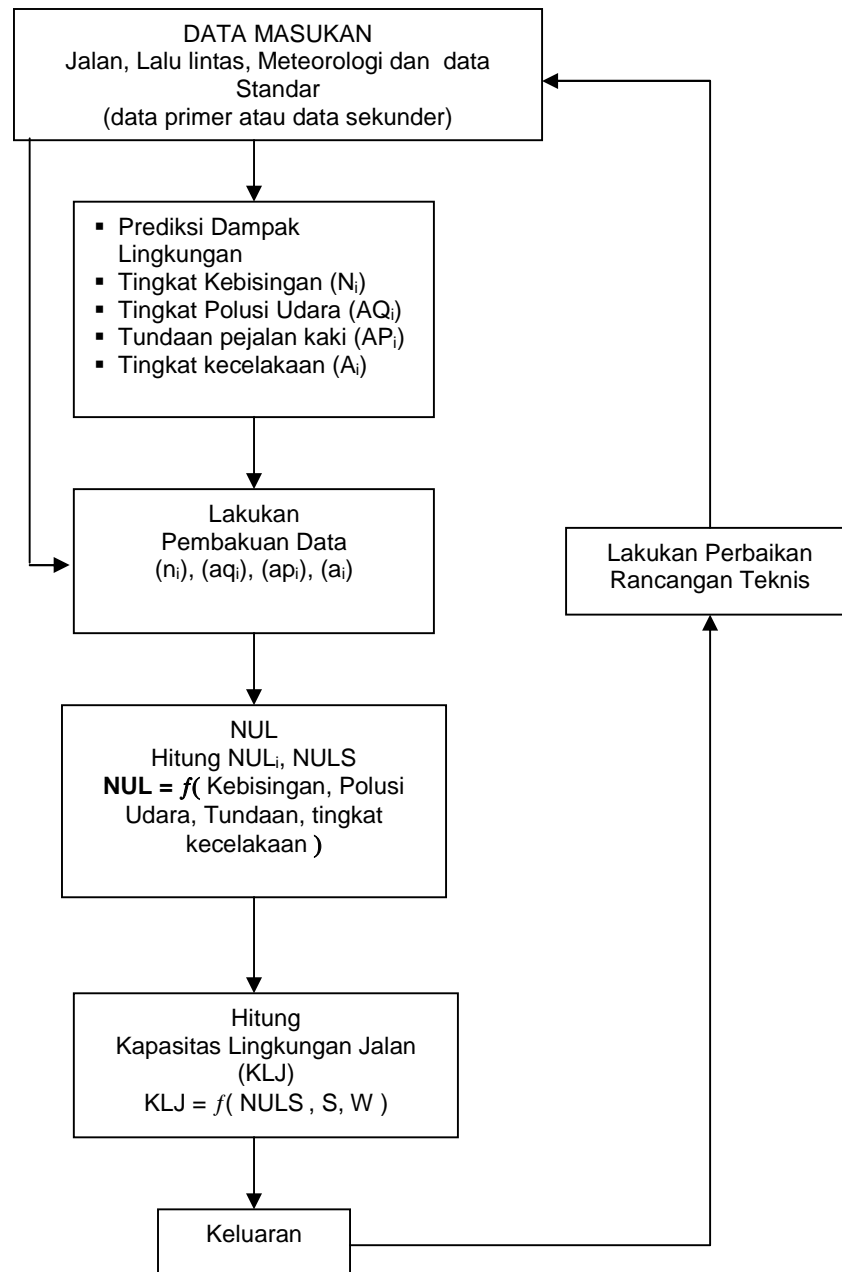 DATA MASUKAN
Jalan, Lalu lintas, Meteorologi dan data
Standar
(data primer atau data sekunder)
▪ Prediksi Dampak
Lingkungan
▪ Tingkat Kebisingan (Nᵢ)
▪ Tingkat Polusi Udara (AQᵢ)
▪ Tundaan pejalan kaki (APᵢ)
▪ Tingkat kecelakaan (Aᵢ)
Lakukan
Pembakuan Data
(nᵢ), (aqᵢ), (apᵢ), (aᵢ)
Lakukan Perbaikan
Rancangan Teknis
NUL
Hitung NULᵢ, NULS
NUL = f( Kebisingan, Polusi
Udara, Tundaan, tingkat
kecelakaan )
Hitung
Kapasitas Lingkungan Jalan
(KLJ)
KLJ = f( NULS , S, W )
Keluaran